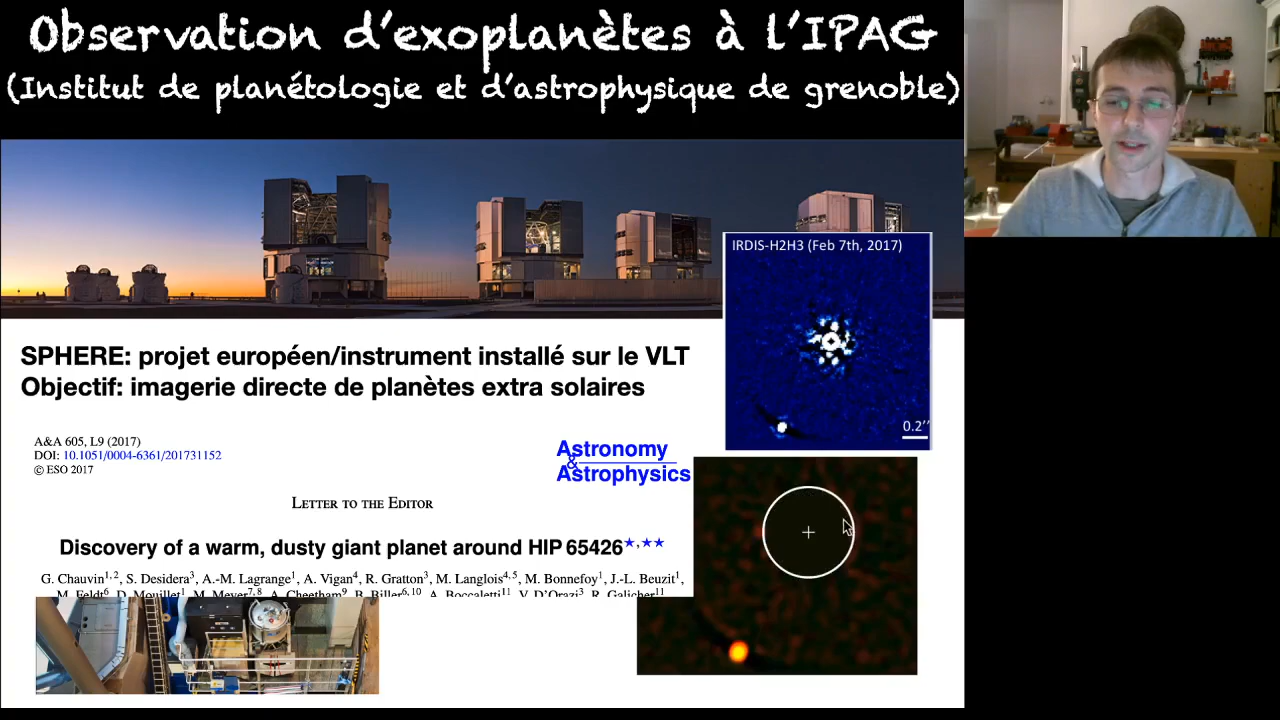 Observation d'exoplanètes à l'IPAG
(Institut de planétologie et d'astrophysique de grenoble)
IRDIS-H2H3 (Feb 7th, 2017)
0.2’’
SPHERE: projet européen/instrument installé sur le VLT
Objectif: imagerie directe de planètes extra solaires
A&A 605, L9 (2017)
DOI: 10.1051/0004-6361/201731152
© ESO 2017
Astronomy
&
Astrophysics
LETTER TO THE EDITOR
Discovery of a warm, dusty giant planet around HIP 65426★,★★
G. Chauvin1,2, S. Desidera3, A.-M. Lagrange1, A. Vigan4, R. Gratton3, M. Langlois4,5, M. Bonnefoy1, J.-L. Beuzit1,
M. Feldt6, D. Mouillet1, M. Meyer7,8, A. Cheetham9, B. Biller6,10, A. Boccaletti11, V. D'Orazi3, R. Galicher11